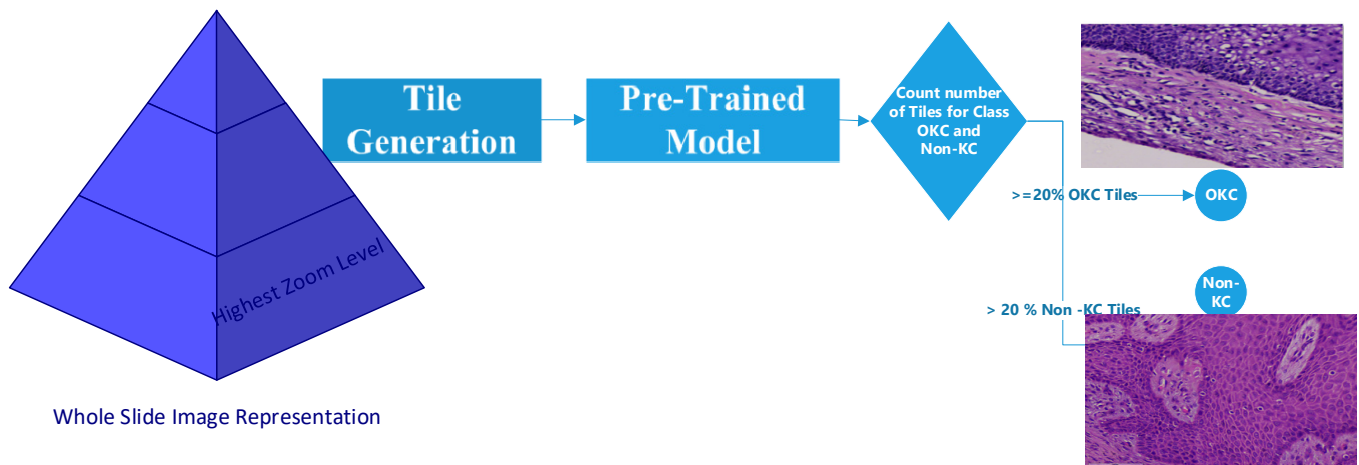 Highest Zoom Level
Whole Slide Image Representation
Tile
Generation
Pre-Trained
Model
Count number
of Tiles for Class
OKC and
Non-KC
>=20% OKC Tiles
OKC
Non-
KC
> 20 % Non -KC Tiles